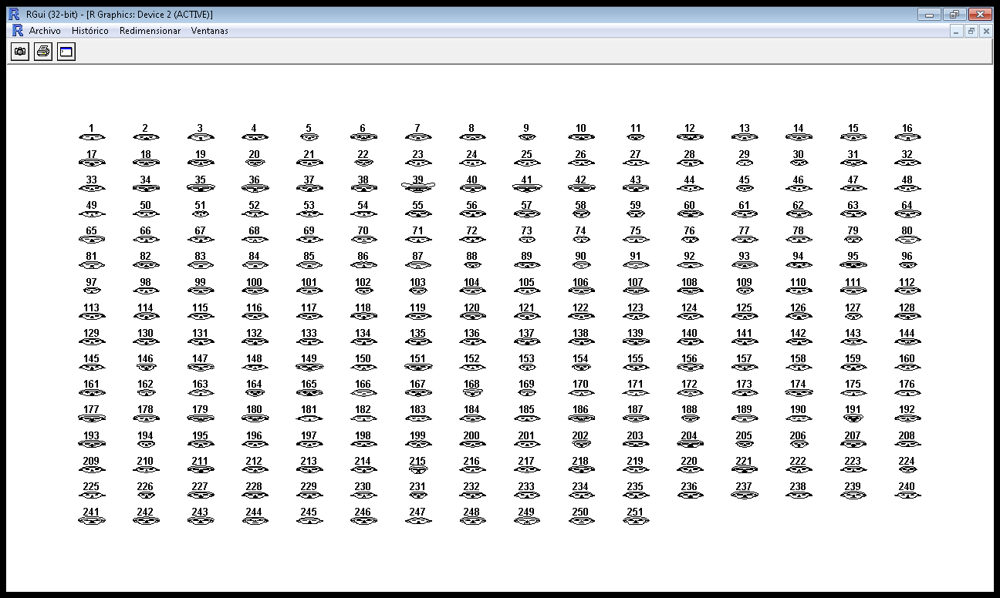 RGui (32-bit) - [R Graphics: Device 2 (ACTIVE)]
Archivo Histórico Redimensionar Ventanas
1 2 3 4 5 6 7 8 9 10 11 12 13 14 15 16
17 18 19 20 21 22 23 24 25 26 27 28 29 30 31 32
33 34 35 36 37 38 39 40 41 42 43 44 45 46 47 48
49 50 51 52 53 54 55 56 57 58 59 60 61 62 63 64
65 66 67 68 69 70 71 72 73 74 75 76 77 78 79 80
81 82 83 84 85 86 87 88 89 90 91 92 93 94 95 96
97 98 99 100 101 102 103 104 105 106 107 108 109 110 111 112
113 114 115 116 117 118 119 120 121 122 123 124 125 126 127 128
129 130 131 132 133 134 135 136 137 138 139 140 141 142 143 144
145 146 147 148 149 150 151 152 153 154 155 156 157 158 159 160
161 162 163 164 165 166 167 168 169 170 171 172 173 174 175 176
177 178 179 180 181 182 183 184 185 186 187 188 189 190 191 192
193 194 195 196 197 198 199 200 201 202 203 204 205 206 207 208
209 210 211 212 213 214 215 216 217 218 219 220 221 222 223 224
225 226 227 228 229 230 231 232 233 234 235 236 237 238 239 240
241 242 243 244 245 246 247 248 249 250 251